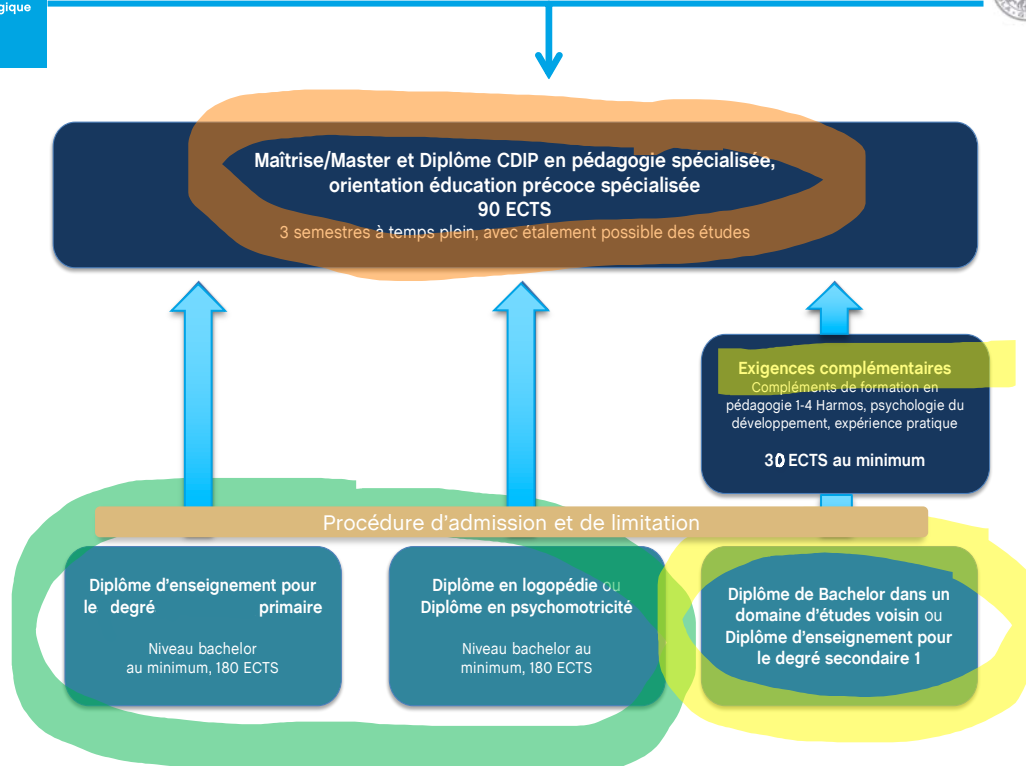 gique
Maîtrise/Master et Diplôme CDIP en pédagogie spécialisée,
orientation éducation précoce spécialisée
90 ECTS
3 semestres à temps plein, avec étalement possible des études
Exigences complémentaires
Compléments de formation en
pédagogie 1-4 Harmos, psychologie du
développement, expérience pratique
30 ECTS au minimum
Procédure d'admission et de limitation
Diplôme d'enseignement pour
le degré primaire
Niveau bachelor
au minimum, 180 ECTS
Diplôme en logopédie ou
Diplôme en psychomotricité
Niveau bachelor au
minimum, 180 ECTS
Diplôme de Bachelor dans un
domaine d'études voisin ou
Diplôme d'enseignement pour
le degré secondaire 1